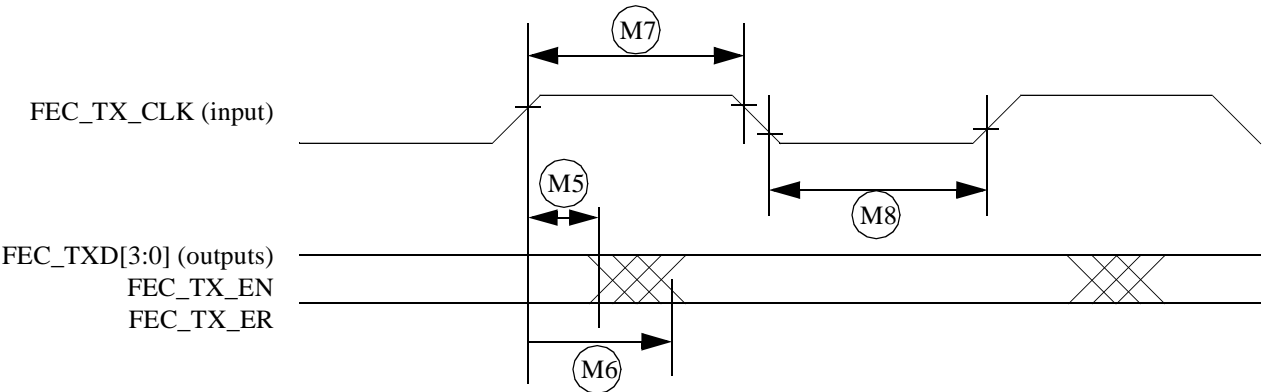 M7
FEC_TX_CLK (input)
M5
M8
FEC_TXD[3:0] (outputs)
FEC_TX_EN
FEC_TX_ER
M6